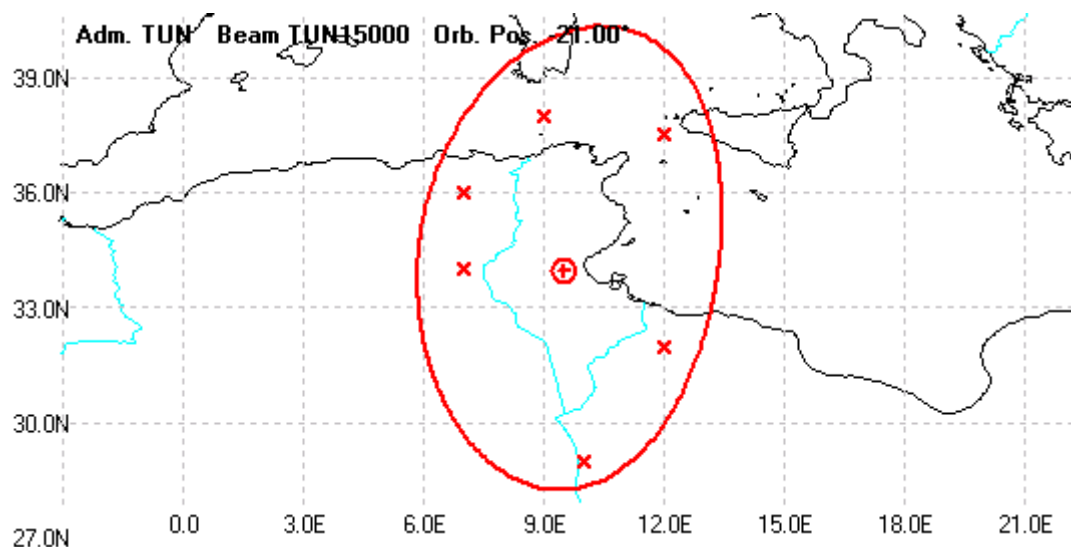 Adm. TUN Beam TUN15000 Orb. Pos. -21.00°
39.0N
36.0N
33.0N
30.0N
27.0N
0.0 3.0E 6.0E 9.0E 12.0E 15.0E 18.0E 21.0E